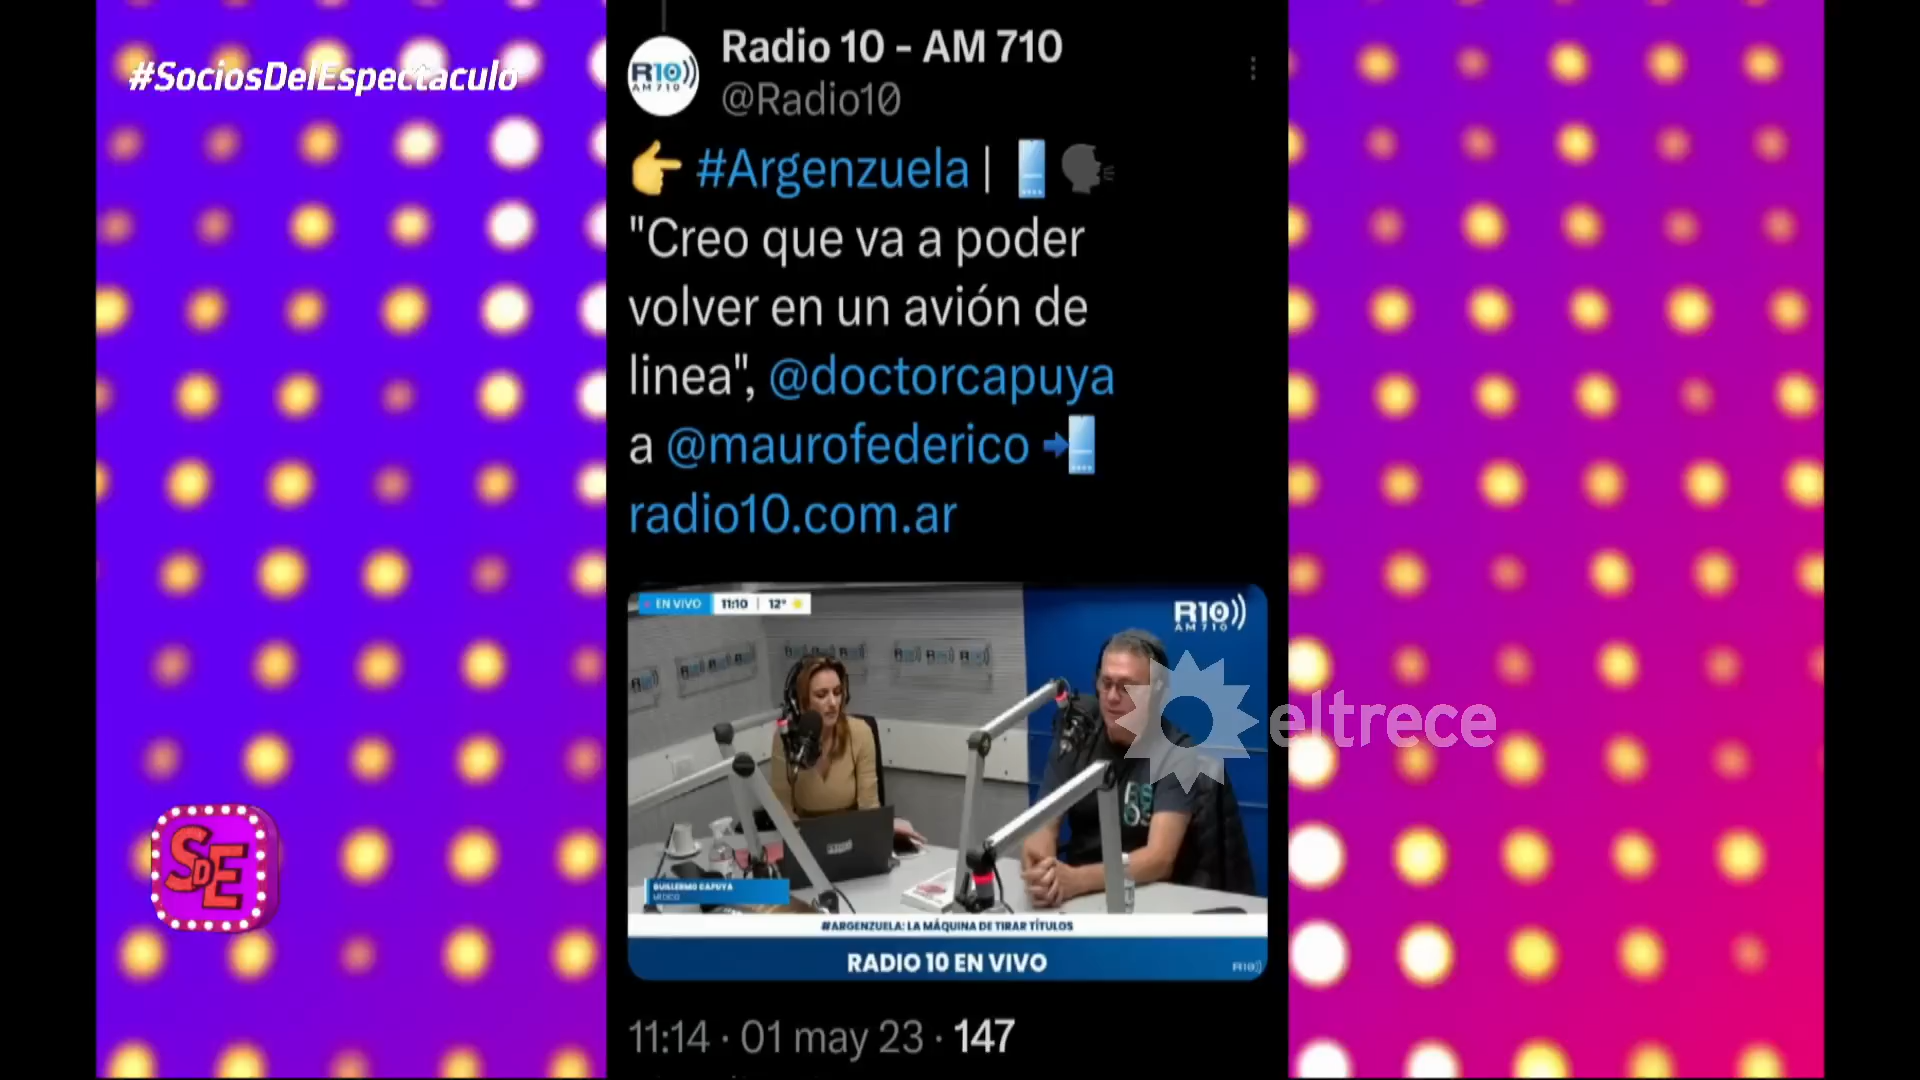 #SociosDelEspectaculo
Radio 10 - AM 710
@Radio10
#Argenzuela |
"Creo que va a poder
volver en un avión de
linea", @doctorcapuya
a @maurofederico
radio10.com.ar
EN VIVO 11:10 | 12°
R10
AM 710
eltrece
SDE
GUILLERMO CAPUYA
MÉDICO
#ARGENZUELA: LA MÁQUINA DE TIRAR TÍTULOS
RADIO 10 EN VIVO
R10
11:14 · 01 may 23 · 147